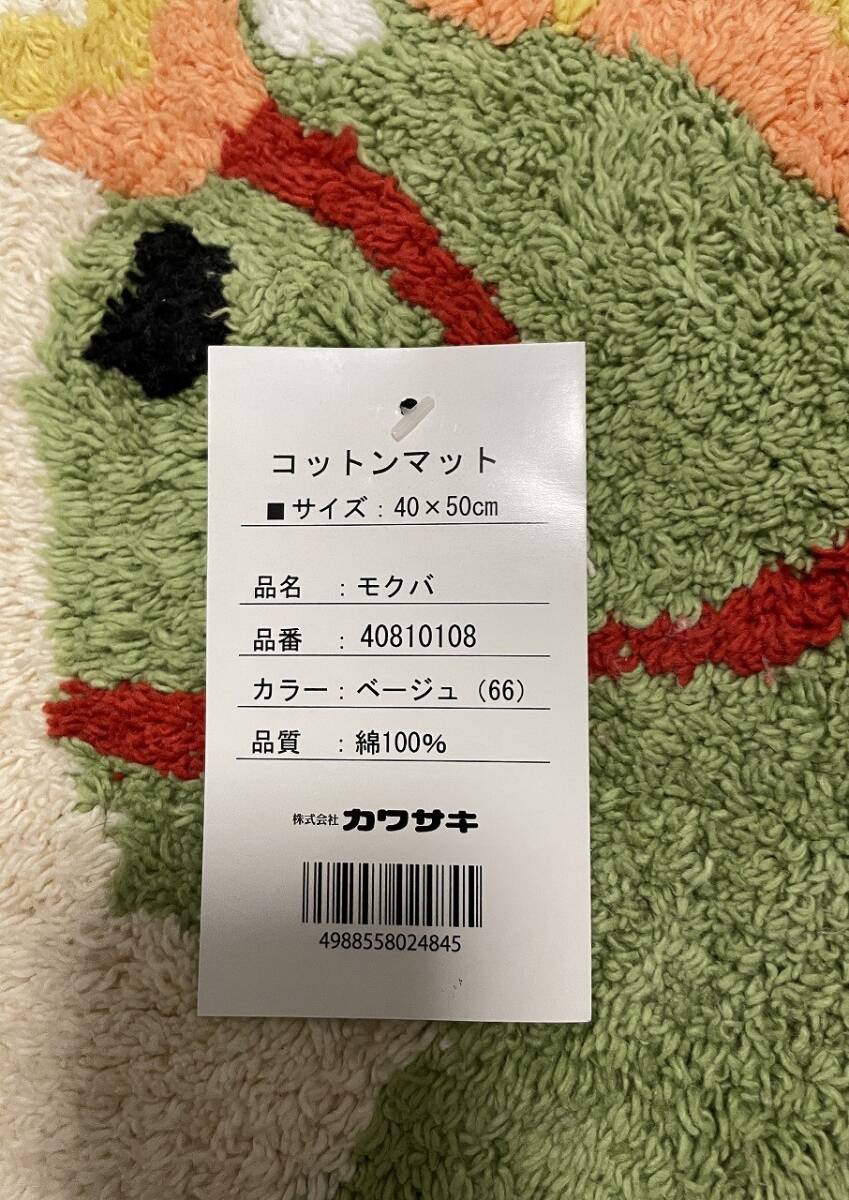 コットンマット
■サイズ：40×50cm
品名　：モクバ
品番　：40810108
カラー：ベージュ（66）
品質　：綿100％
株式会社 カワサキ
4988558024845